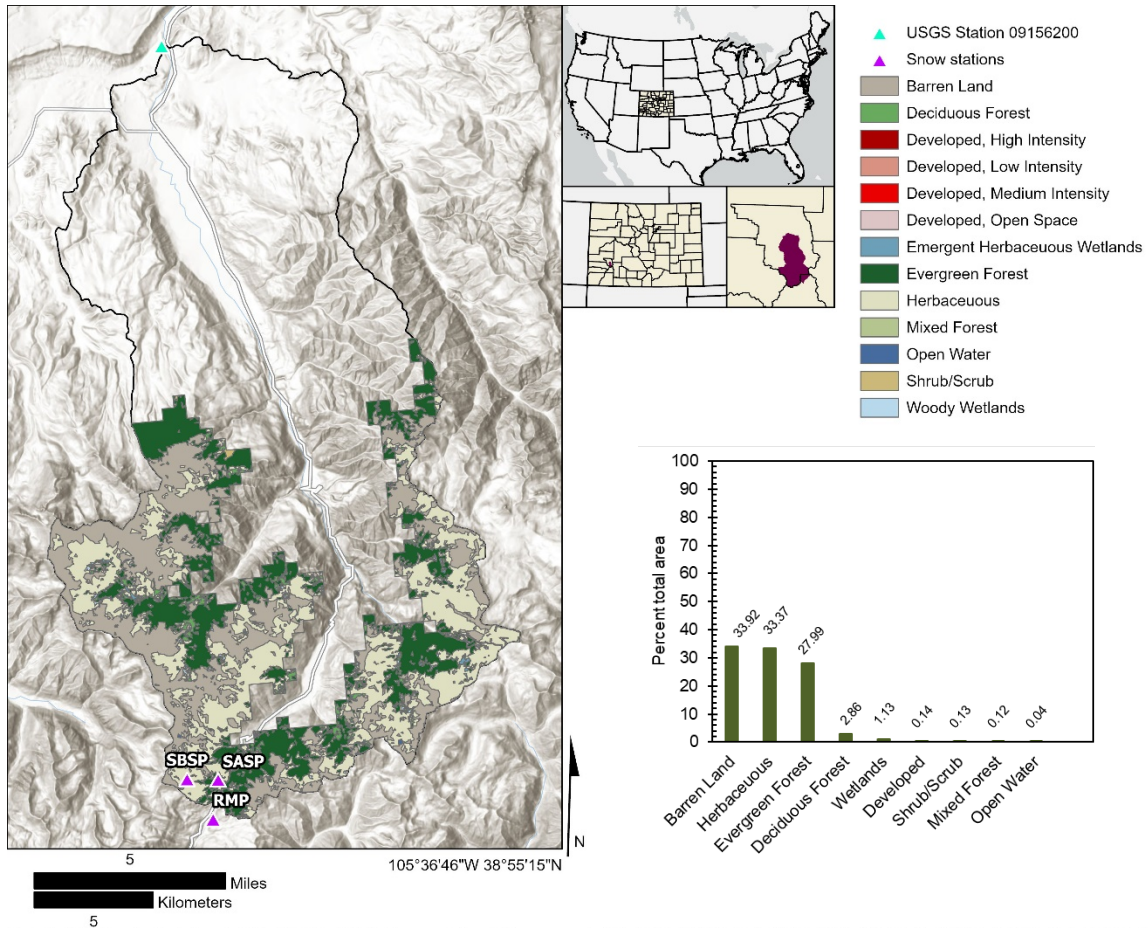 USGS Station 09156200
Snow stations
Barren Land
Deciduous Forest
Developed, High Intensity
Developed, Low Intensity
Developed, Medium Intensity
Developed, Open Space
Emergent Herbaceuous Wetlands
Evergreen Forest
Herbaceuous
Mixed Forest
Open Water
Shrub/Scrub
Woody Wetlands
SBSP
SASP
RMP
N
105°36'46"W 38°55'15"N
5
Miles
Kilometers
5
Percent total area
100
90
80
70
60
50
40
30
20
10
0
33.92
33.37
27.99
2.86
1.13
0.14
0.13
0.12
0.04
Barren Land
Herbaceuous
Evergreen Forest
Deciduous Forest
Wetlands
Developed
Shrub/Scrub
Mixed Forest
Open Water